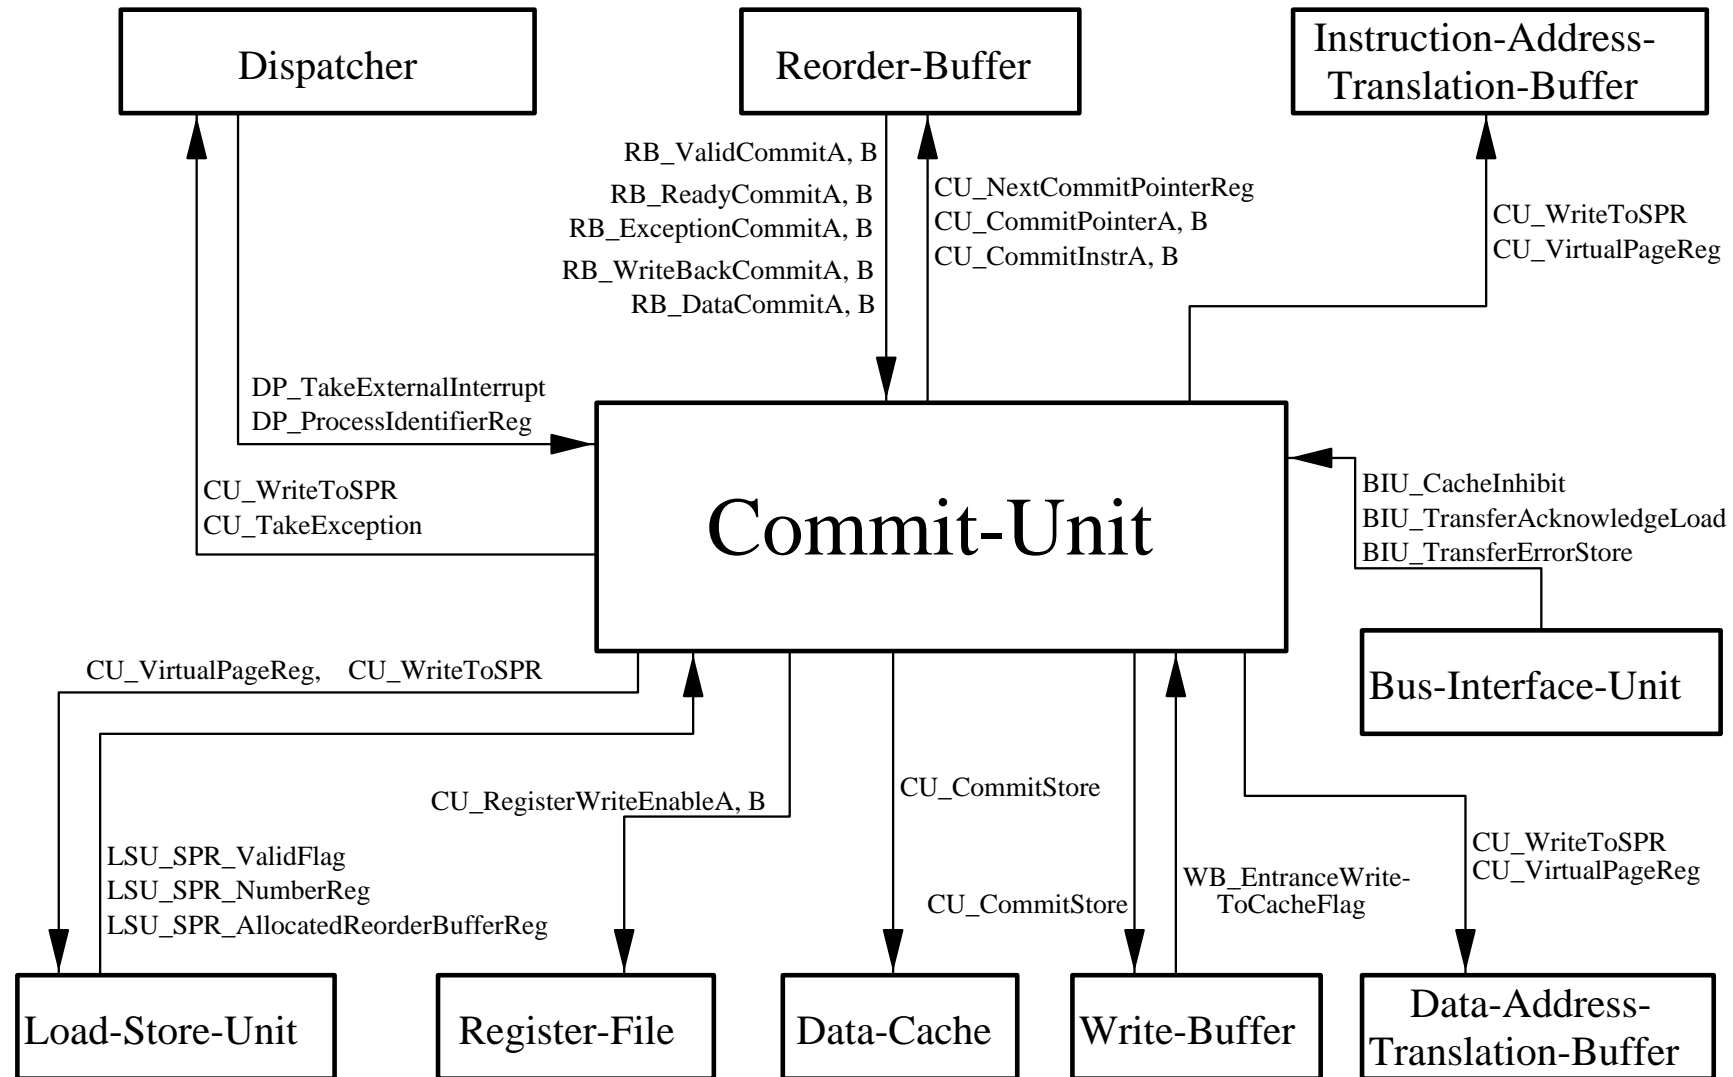 Dispatcher
Reorder-Buffer
Instruction-Address-
Translation-Buffer
RB_ValidCommitA, B
RB_ReadyCommitA, B
RB_ExceptionCommitA, B
RB_WriteBackCommitA, B
RB_DataCommitA, B
CU_NextCommitPointerReg
CU_CommitPointerA, B
CU_CommitInstrA, B
CU_WriteToSPR
CU_VirtualPageReg
DP_TakeExternalInterrupt
DP_ProcessIdentifierReg
CU_WriteToSPR
CU_TakeException
Commit-Unit
BIU_CacheInhibit
BIU_TransferAcknowledgeLoad
BIU_TransferErrorStore
Bus-Interface-Unit
CU_VirtualPageReg, CU_WriteToSPR
LSU_SPR_ValidFlag
LSU_SPR_NumberReg
LSU_SPR_AllocatedReorderBufferReg
CU_RegisterWriteEnableA, B
CU_CommitStore
CU_CommitStore
WB_EntranceWrite-
ToCacheFlag
CU_WriteToSPR
CU_VirtualPageReg
Load-Store-Unit
Register-File
Data-Cache
Write-Buffer
Data-Address-
Translation-Buffer